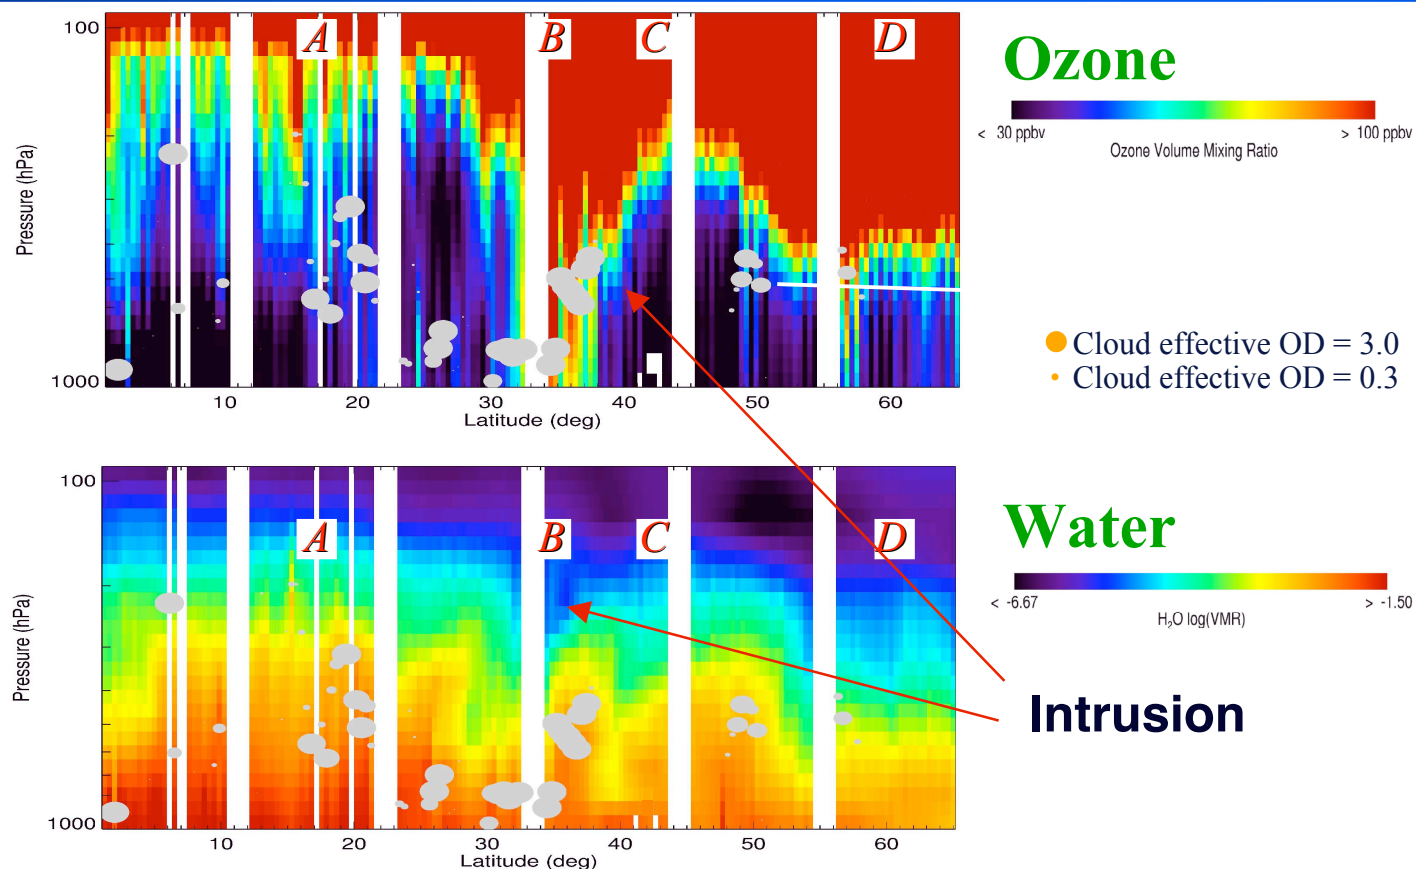 100
A
B
C
D
Ozone
< 30 ppbv
> 100 ppbv
Ozone Volume Mixing Ratio
Pressure (hPa)
Cloud effective OD = 3.0
Cloud effective OD = 0.3
1000
10
20
30
40
50
60
Latitude (deg)
100
A
B
C
D
Water
< -6.67
> -1.50
H₂O log(VMR)
Pressure (hPa)
Intrusion
1000
10
20
30
40
50
60
Latitude (deg)